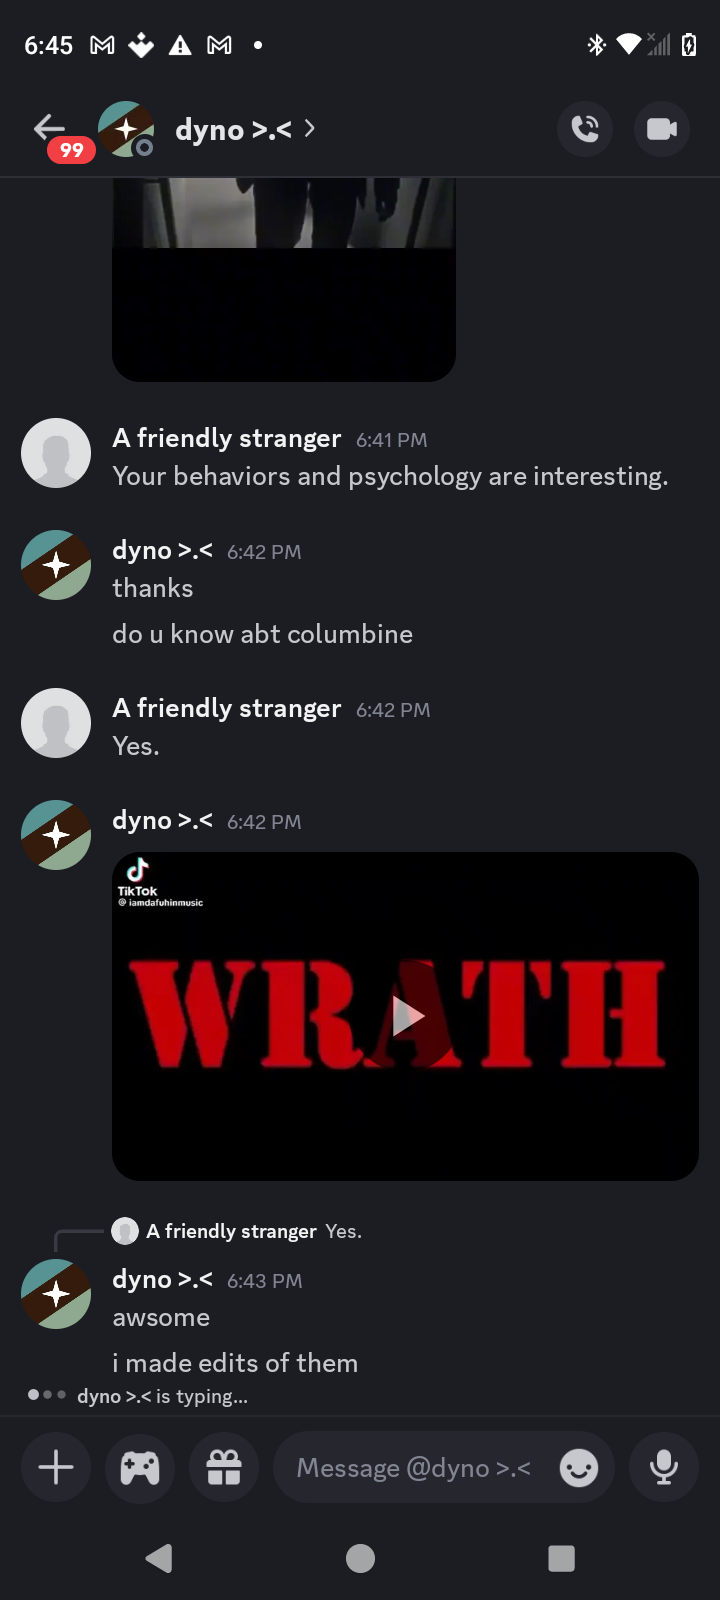 6:45
99
dyno >.<
A friendly stranger 6:41 PM
Your behaviors and psychology are interesting.
dyno >.< 6:42 PM
thanks
do u know abt columbine
A friendly stranger 6:42 PM
Yes.
dyno >.< 6:42 PM
TikTok
@ iamdafuhinmusic
WRATH
A friendly stranger Yes.
dyno >.< 6:43 PM
awsome
i made edits of them
dyno >.< is typing...
Message @dyno >.<